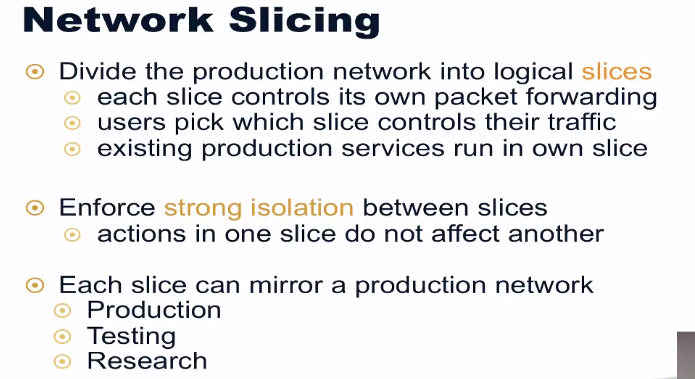 Network Slicing
Divide the production network into logical slices
each slice controls its own packet forwarding
users pick which slice controls their traffic
existing production services run in own slice
Enforce strong isolation between slices
actions in one slice do not affect another
Each slice can mirror a production network
Production
Testing
Research